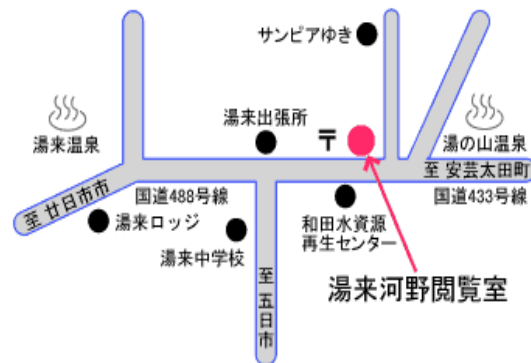 サンピアゆき
湯来温泉
湯来出張所
〒
湯の山温泉
至 安芸太田町
国道488号線
国道433号線
至 廿日市市
湯来ロッジ
和田水資源
再生センター
湯来中学校
至五日市
湯来河野閲覧室